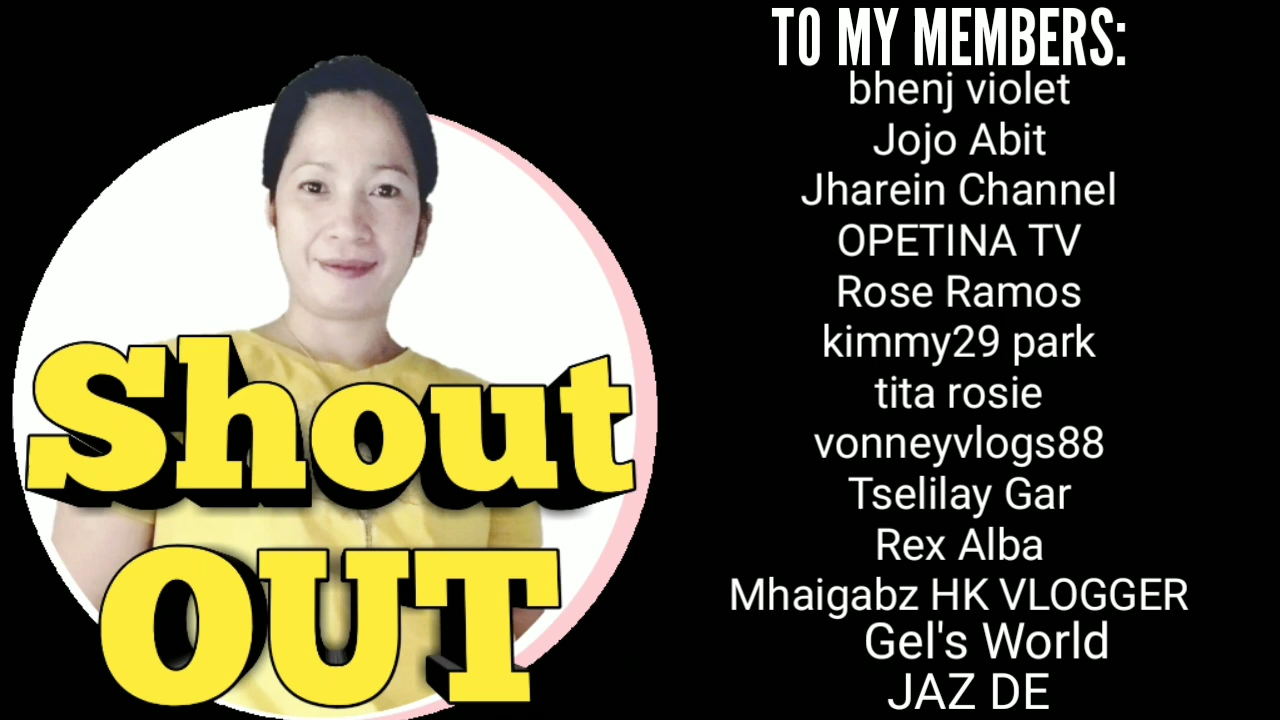 Shout
OUT
TO MY MEMBERS:
bhenj violet
Jojo Abit
Jharein Channel
OPETINA TV
Rose Ramos
kimmy29 park
tita rosie
vonneyvlogs88
Tselilay Gar
Rex Alba
Mhaigabz HK VLOGGER
Gel's World
JAZ DE